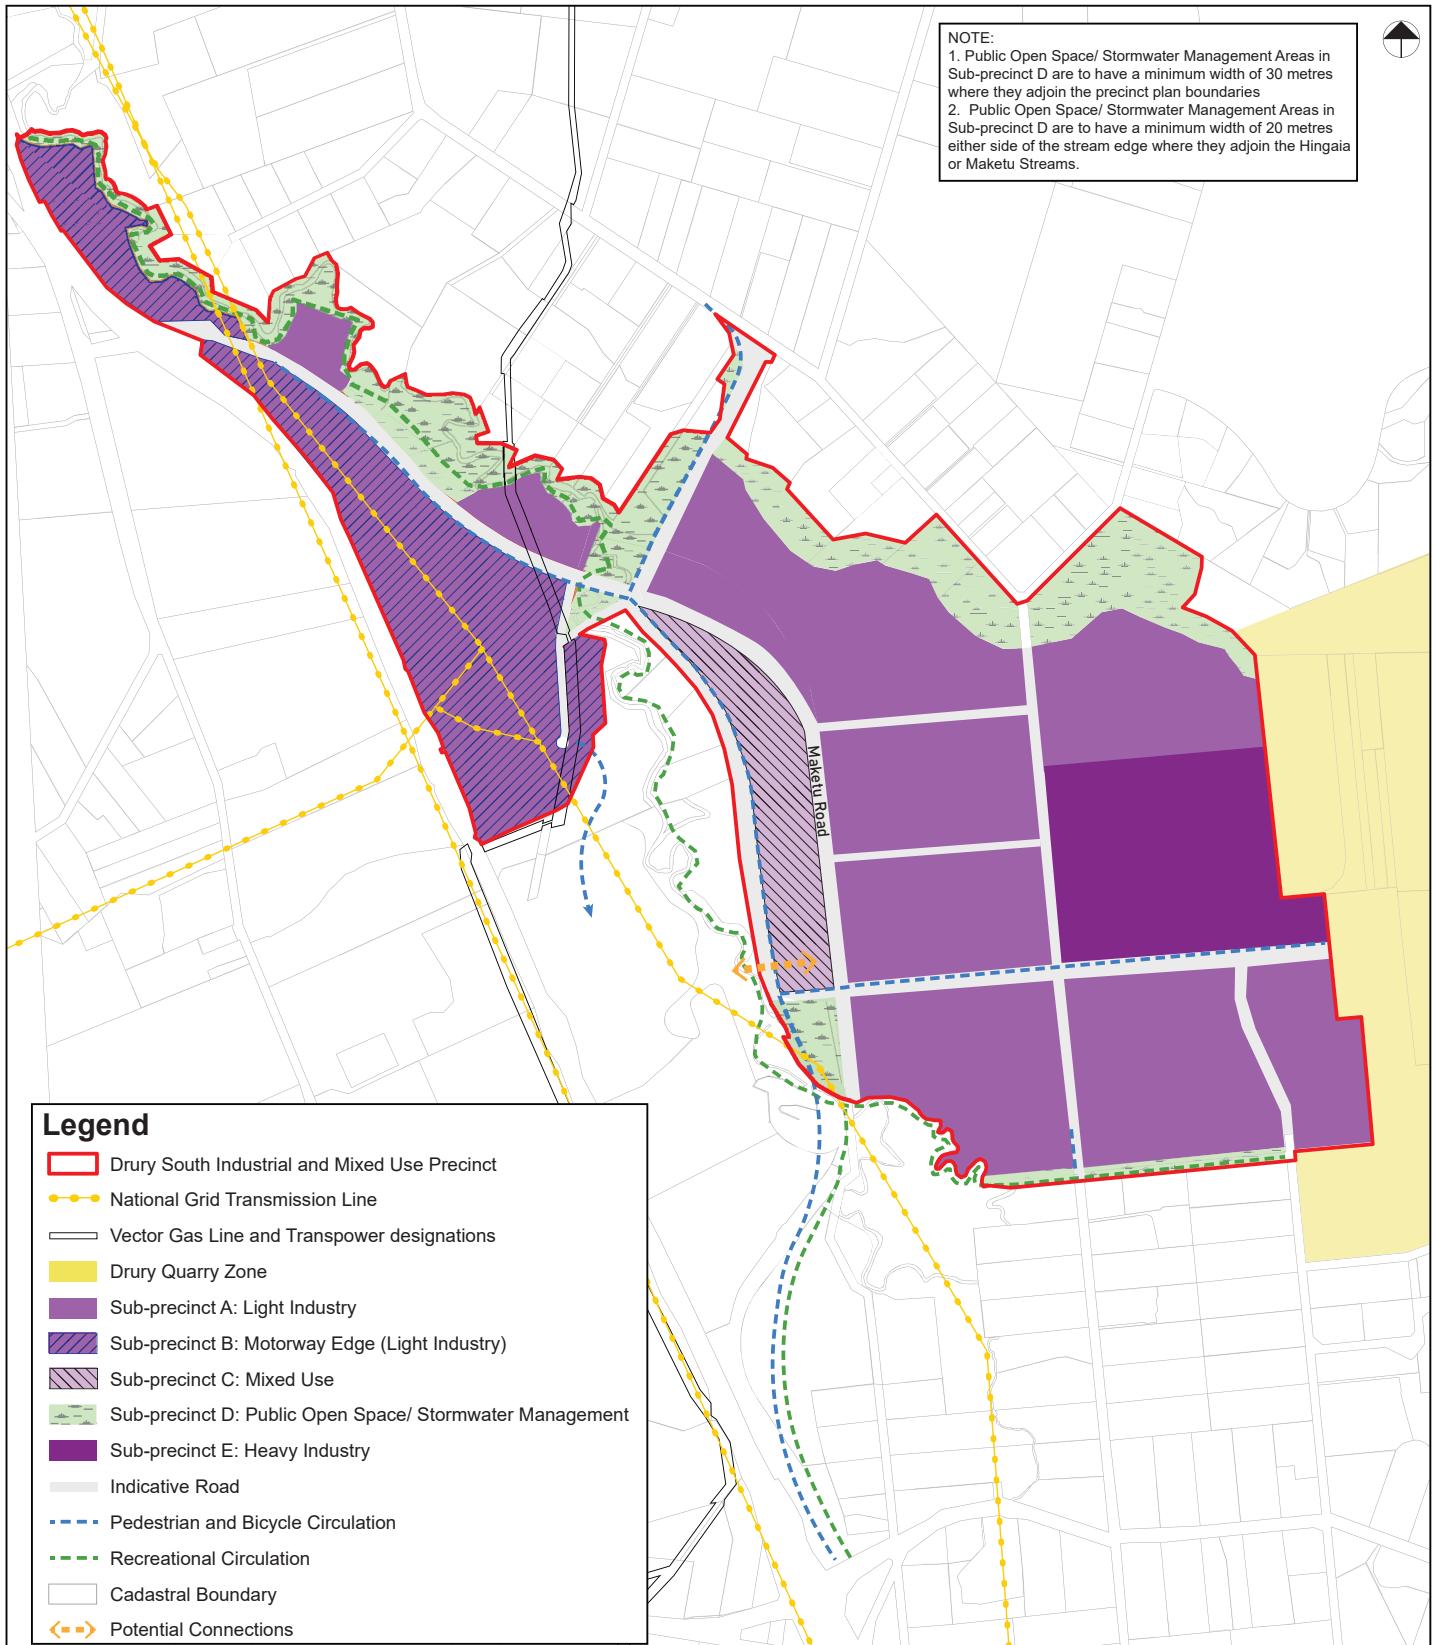 NOTE:
1. Public Open Space/ Stormwater Management Areas in
Sub-precinct D are to have a minimum width of 30 metres
where they adjoin the precinct plan boundaries
2.  Public Open Space/ Stormwater Management Areas in
Sub-precinct D are to have a minimum width of 20 metres
either side of the stream edge where they adjoin the Hingaia
or Maketu Streams.
Maketu Road
Legend
Drury South Industrial and Mixed Use Precinct
National Grid Transmission Line
Vector Gas Line and Transpower designations
Drury Quarry Zone
Sub-precinct A: Light Industry
Sub-precinct B: Motorway Edge (Light Industry)
Sub-precinct C: Mixed Use
Sub-precinct D: Public Open Space/ Stormwater Management
Sub-precinct E: Heavy Industry
Indicative Road
Pedestrian and Bicycle Circulation
Recreational Circulation
Cadastral Boundary
Potential Connections